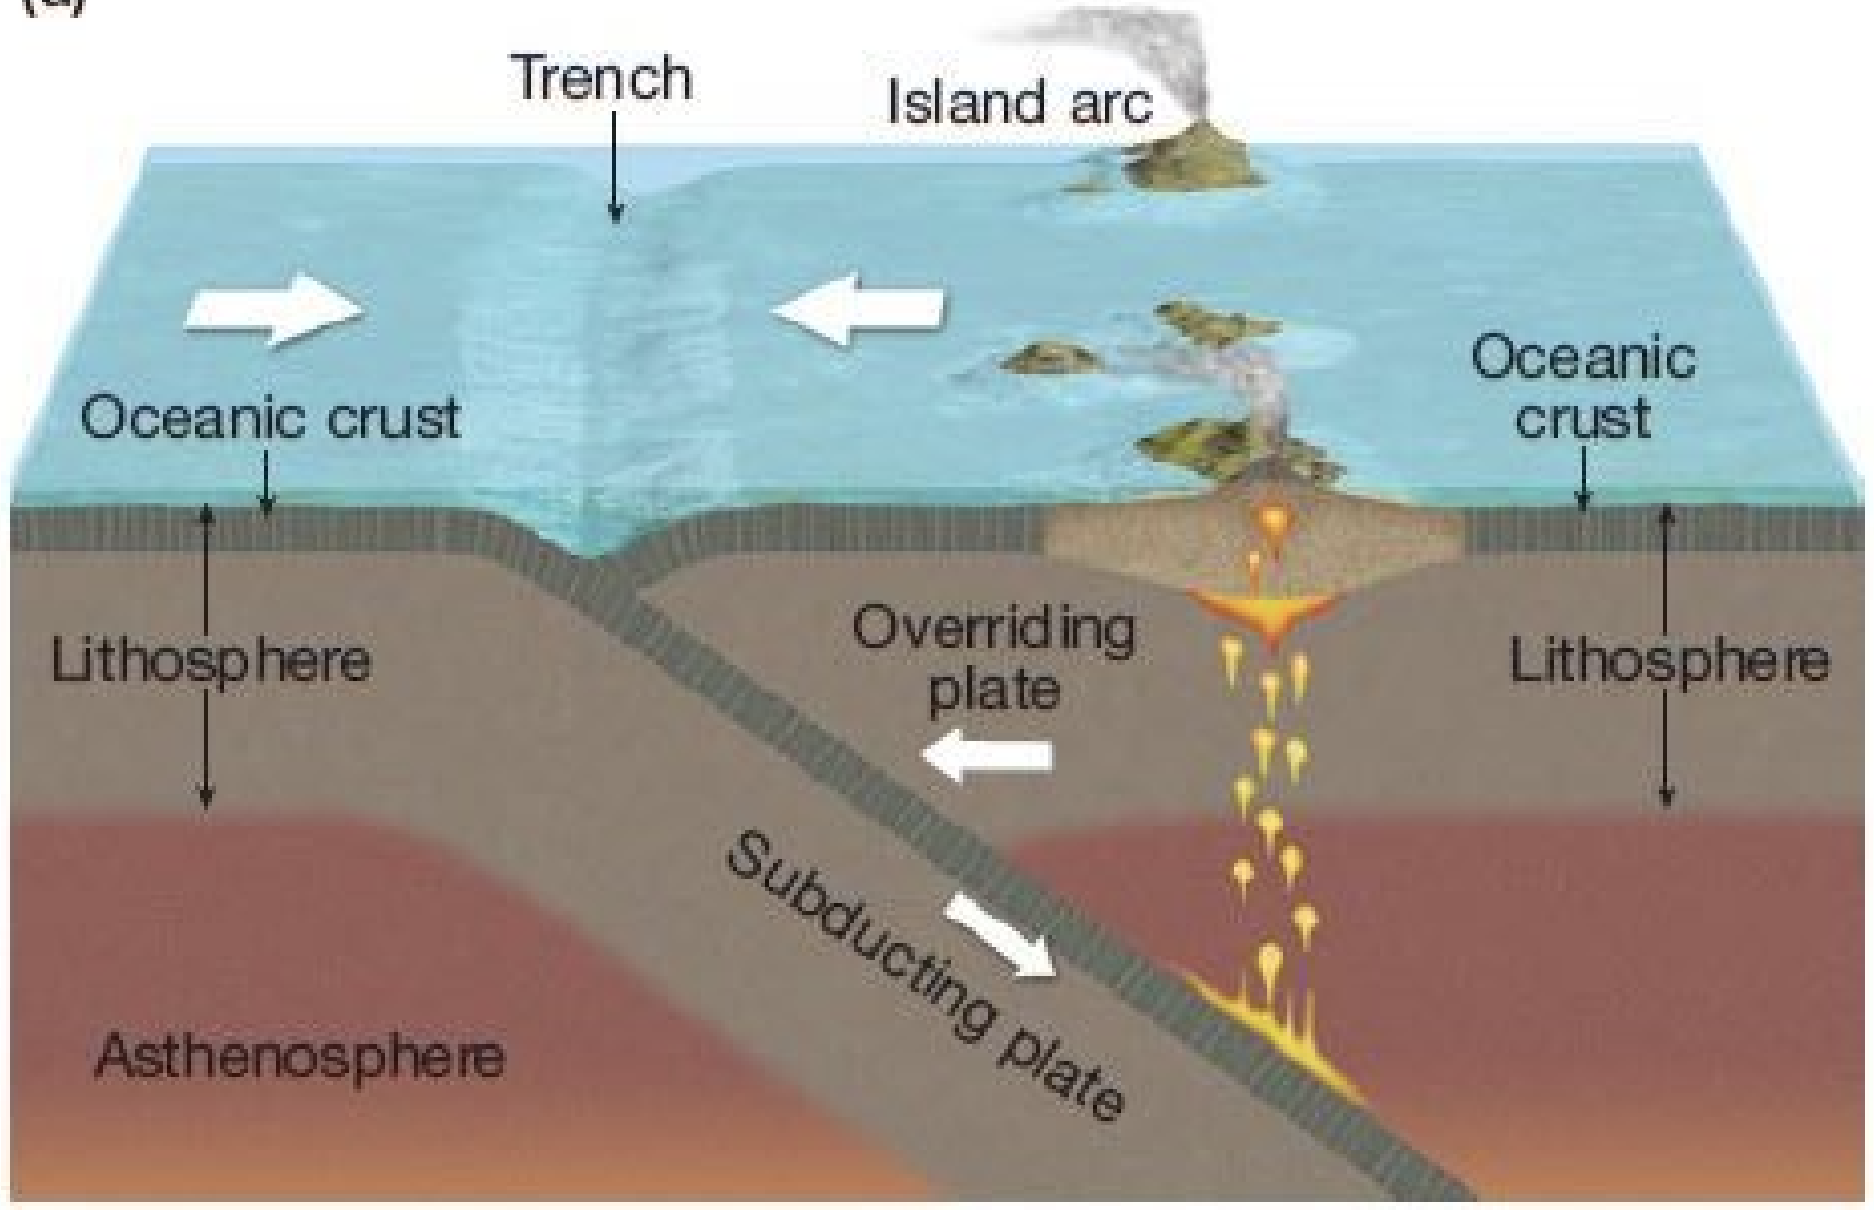 (a)
Trench
Island arc
Oceanic
crust
Oceanic crust
Overriding
plate
Lithosphere
Lithosphere
Subducting plate
Asthenosphere